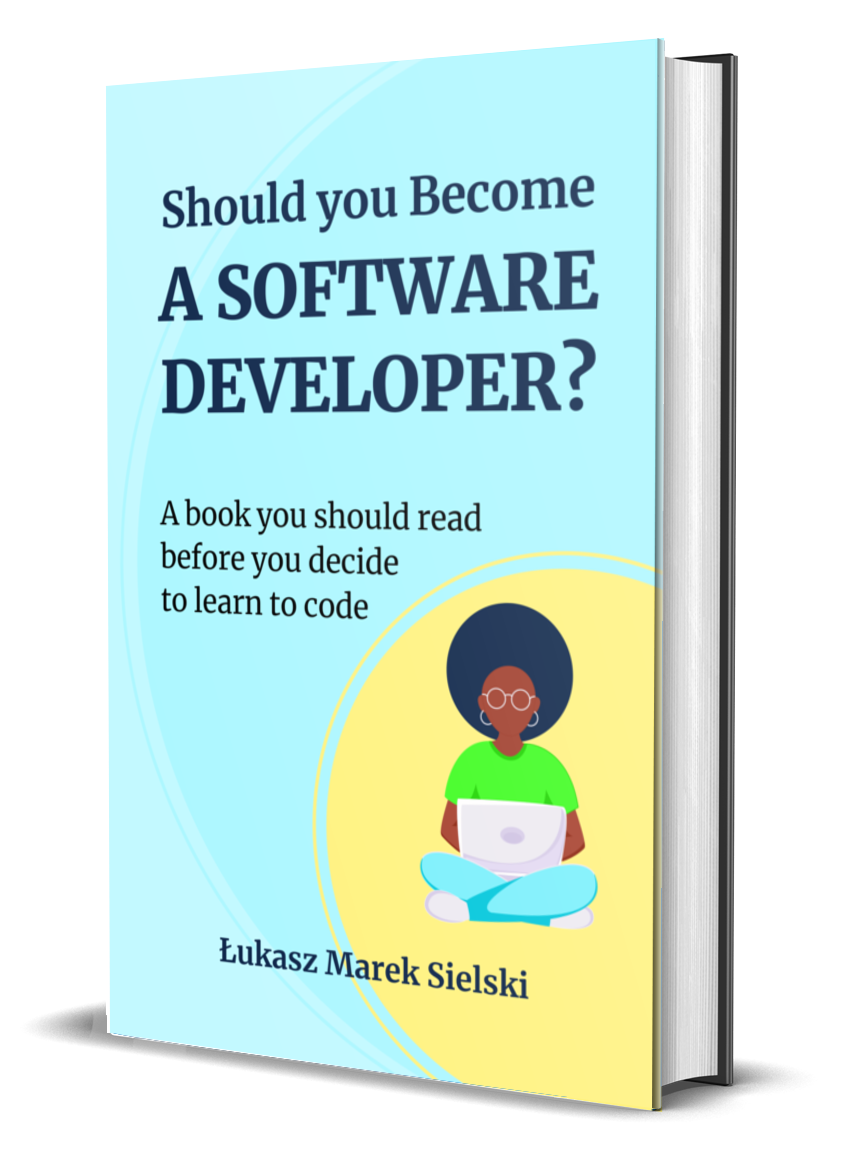 Should you Become
A SOFTWARE
DEVELOPER?
A book you should read
before you decide
to learn to code
Łukasz Marek Sielski